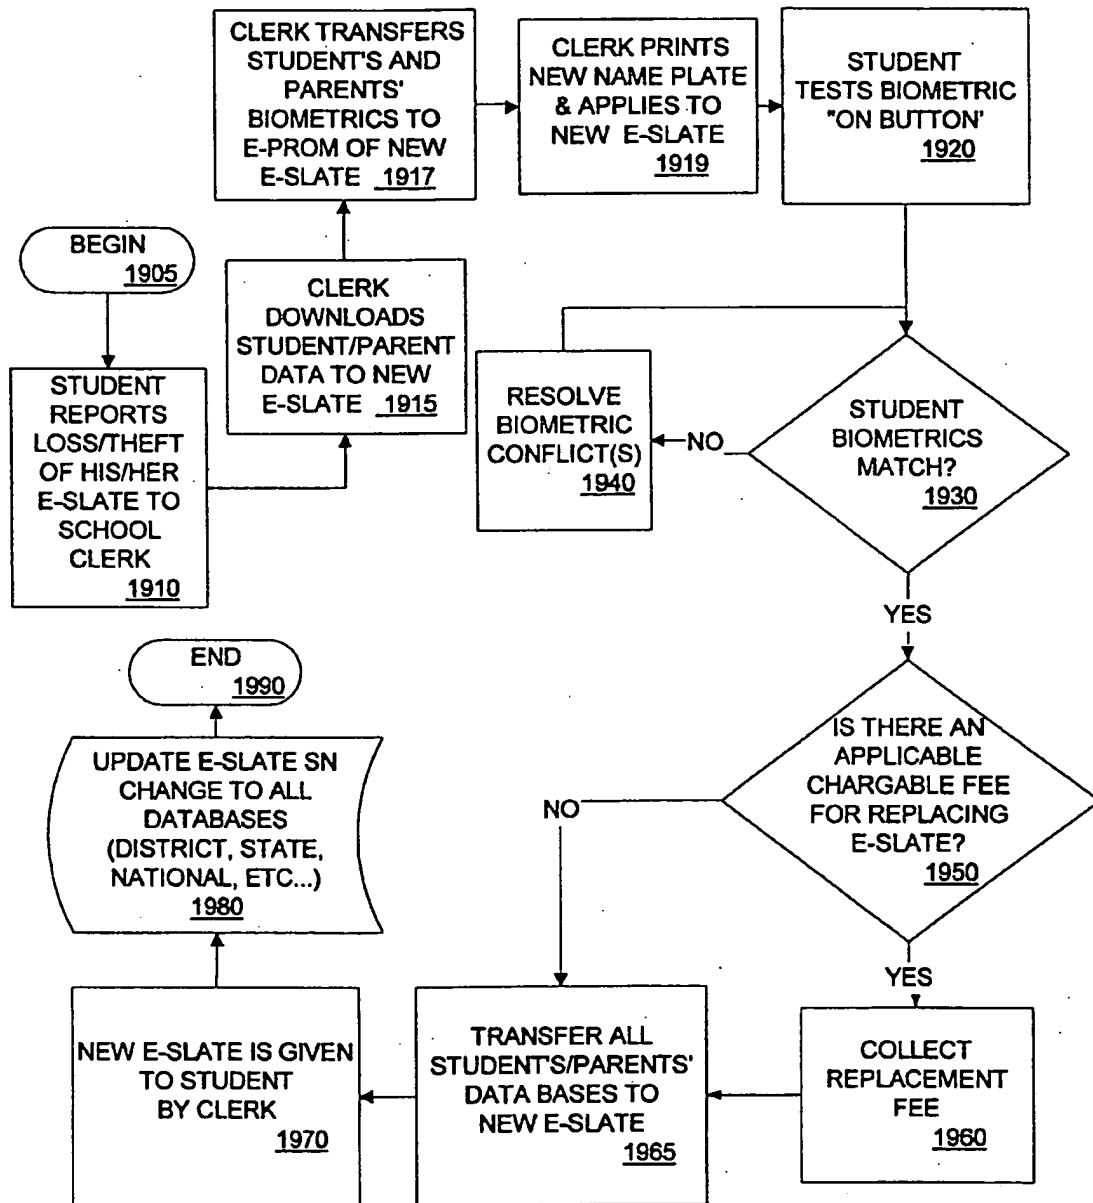 BEGIN
1905
STUDENT
REPORTS
LOSS/THEFT
OF HIS/HER
E-SLATE TO
SCHOOL
CLERK
1910
CLERK
DOWNLOADS
STUDENT/PARENT
DATA TO NEW
E-SLATE 1915
CLERK TRANSFERS
STUDENT'S AND
PARENTS'
BIOMETRICS TO
E-PROM OF NEW
E-SLATE 1917
CLERK PRINTS
NEW NAME PLATE
& APPLIES TO
NEW E-SLATE
1919
STUDENT
TESTS BIOMETRIC
"ON BUTTON'
1920
STUDENT
BIOMETRICS
MATCH?
1930
NO
RESOLVE
BIOMETRIC
CONFLICT(S)
1940
YES
IS THERE AN
APPLICABLE
CHARGABLE FEE
FOR REPLACING
E-SLATE?
1950
NO
YES
COLLECT
REPLACEMENT
FEE
1960
TRANSFER ALL
STUDENT'S/PARENTS'
DATA BASES TO
NEW E-SLATE
1965
NEW E-SLATE IS GIVEN
TO STUDENT
BY CLERK
1970
UPDATE E-SLATE SN
CHANGE TO ALL
DATABASES
(DISTRICT, STATE,
NATIONAL, ETC...)
1980
END
1990